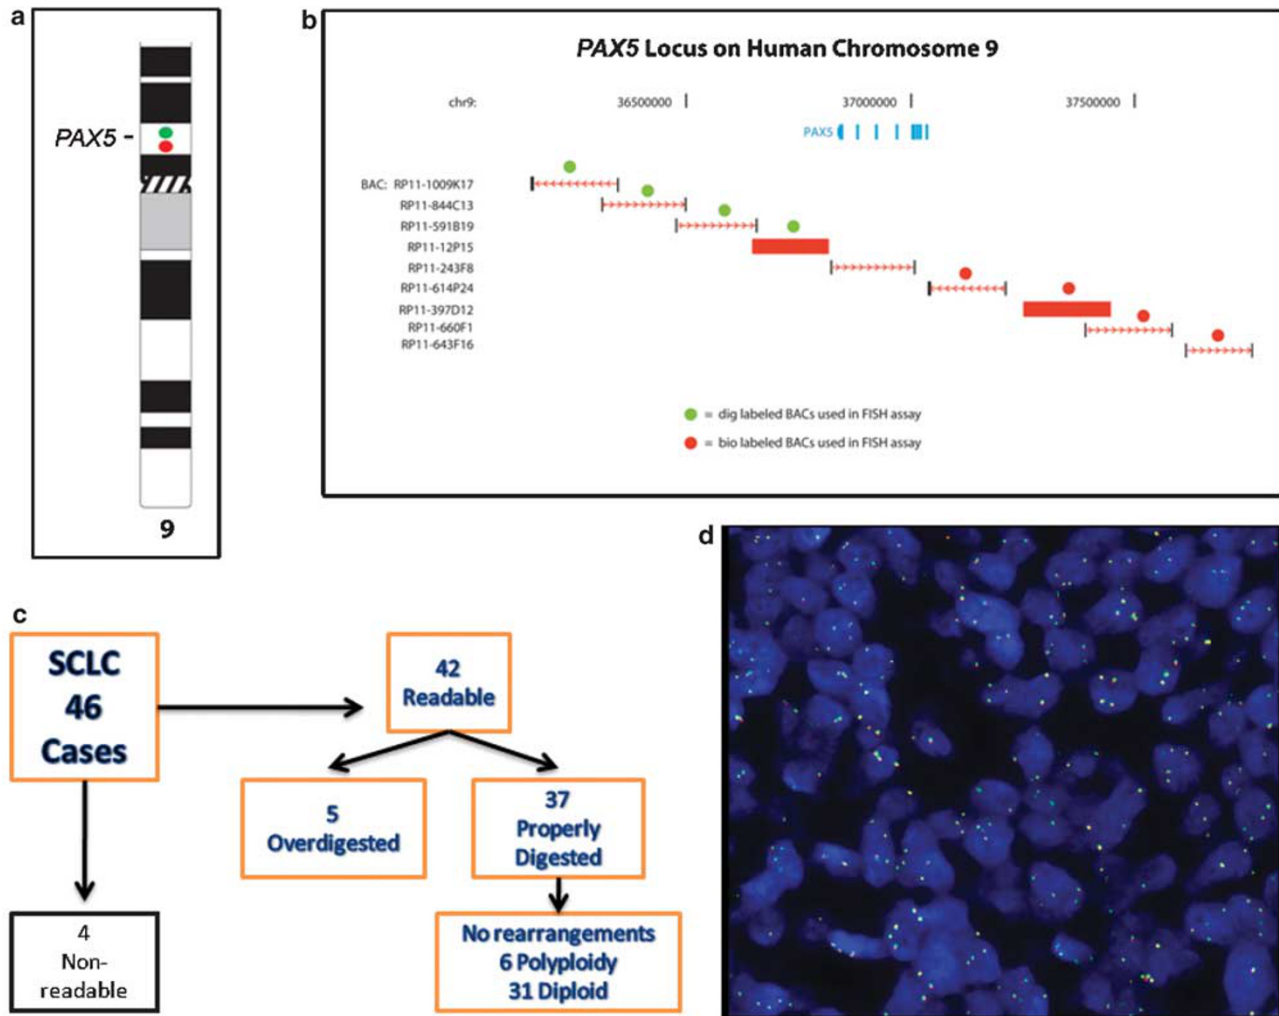 a
PAX5 -
9
b
PAX5 Locus on Human Chromosome 9
chr9: 36500000 37000000 37500000
PAX5
BAC: RP11-1009K17
RP11-844C13
RP11-591B19
RP11-12P15
RP11-243F8
RP11-614P24
RP11-397D12
RP11-660F1
RP11-643F16
= dig labeled BACs used in FISH assay
= bio labeled BACs used in FISH assay
c
SCLC
46
Cases
42
Readable
5
Overdigested
37
Properly
Digested
4
Non-
readable
No rearrangements
6 Polyploidy
31 Diploid
d